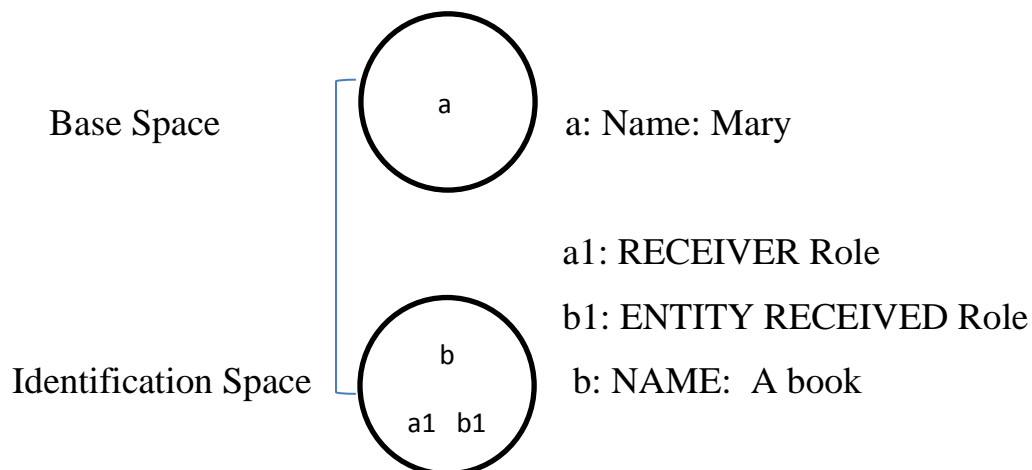 a
Base Space
a: Name: Mary
a1: RECEIVER Role
b1: ENTITY RECEIVED Role
b
Identification Space
b: NAME:  A book
a1 b1